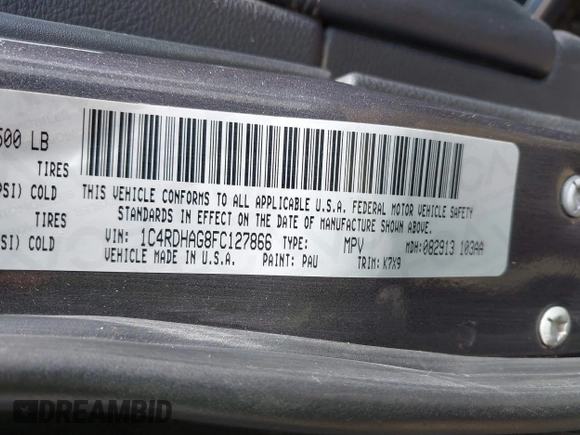 500 LB
TIRES
PSI) COLD
TIRES
SI) COLD
THIS VEHICLE CONFORMS TO ALL APPLICABLE U.S.A. FEDERAL MOTOR VEHICLE SAFETY
STANDARDS IN EFFECT ON THE DATE OF MANUFACTURE SHOWN ABOVE.
VIN: 1C4RDHAG8FC127866 TYPE: MPV MDH: 082913 103AA
VEHICLE MADE IN U.S.A. PAINT: PAU TRIM: K7X9
DREAMBID